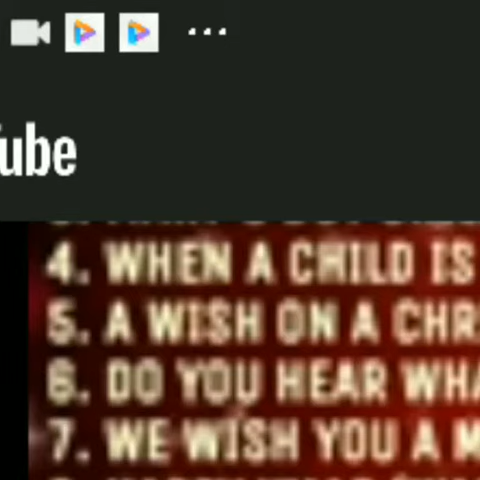 ube
4. WHEN A CHILD IS
5. A WISH ON A CHR
6. DO YOU HEAR WHA
7. WE WISH YOU A M